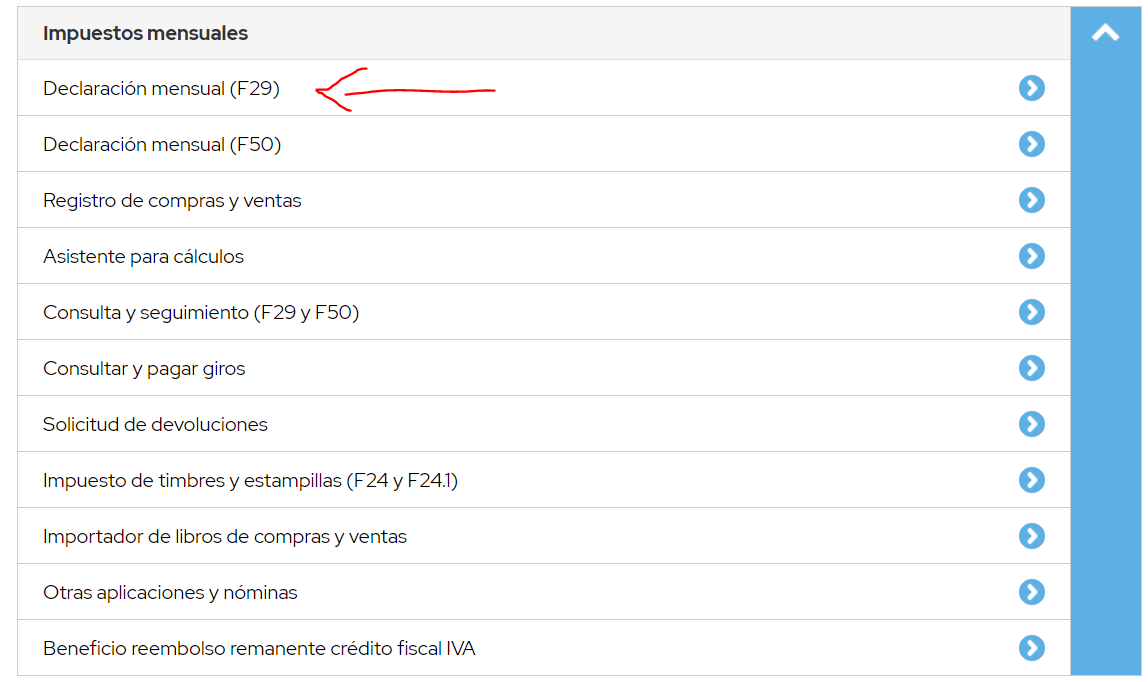 Impuestos mensuales
Declaración mensual (F29)
Declaración mensual (F50)
Registro de compras y ventas
Asistente para cálculos
Consulta y seguimiento (F29 y F50)
Consultar y pagar giros
Solicitud de devoluciones
Impuesto de timbres y estampillas (F24 y F24.1)
Importador de libros de compras y ventas
Otras aplicaciones y nóminas
Beneficio reembolso remanente crédito fiscal IVA